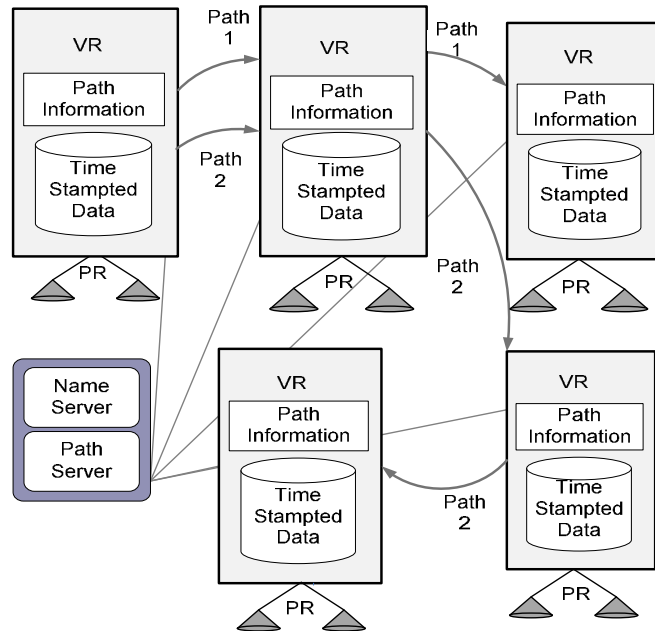 VR
Path
Information
Time
Stampted
Data
PR
Path
1
Path
2
VR
Path
Information
Time
Stampted
Data
PR
Path
1
Path
2
VR
Path
Information
Time
Stampted
Data
PR
Name
Server
Path
Server
VR
Path
Information
Time
Stampted
Data
PR
Path
2
VR
Path
Information
Time
Stampted
Data
PR